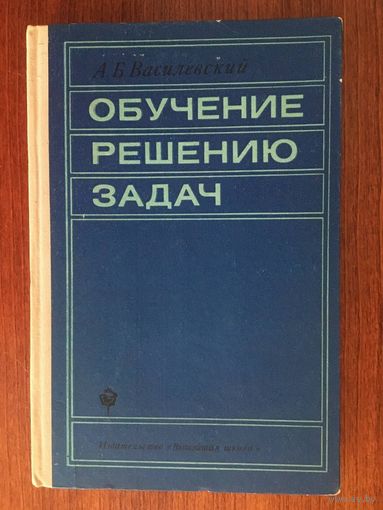 А. Б. Василевский
ОБУЧЕНИЕ
РЕШЕНИЮ
ЗАДАЧ
Издательство «Вышэйшая школа»